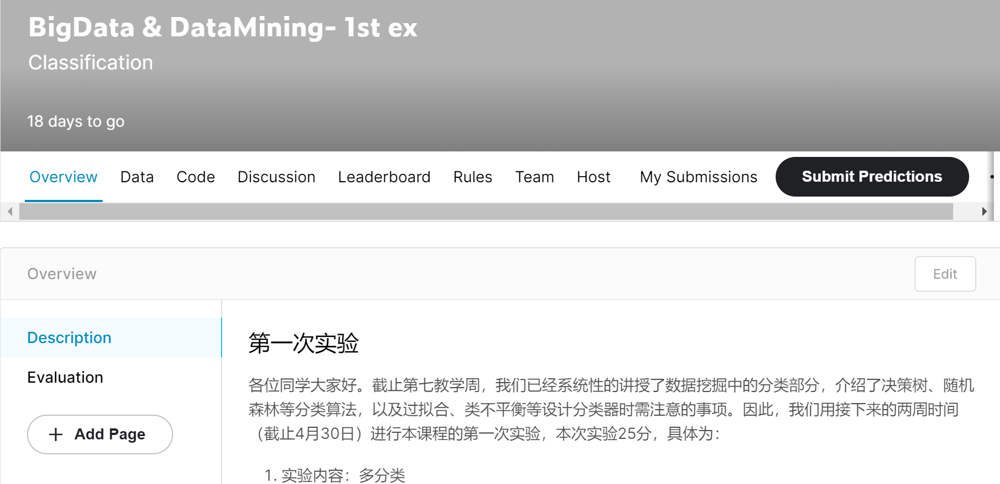 BigData & DataMining- 1st ex
Classification
18 days to go
Overview Data Code Discussion Leaderboard Rules Team Host My Submissions Submit Predictions
Overview Edit
Description
Evaluation
+ Add Page
第一次实验
各位同学大家好。截止第七教学周，我们已经系统性的讲授了数据挖掘中的分类部分，介绍了决策树、随机
森林等分类算法，以及过拟合、类不平衡等设计分类器时需注意的事项。因此，我们用接下来的两周时间
（截止4月30日）进行本课程的第一次实验，本次实验25分，具体为：
1. 实验内容：多分类